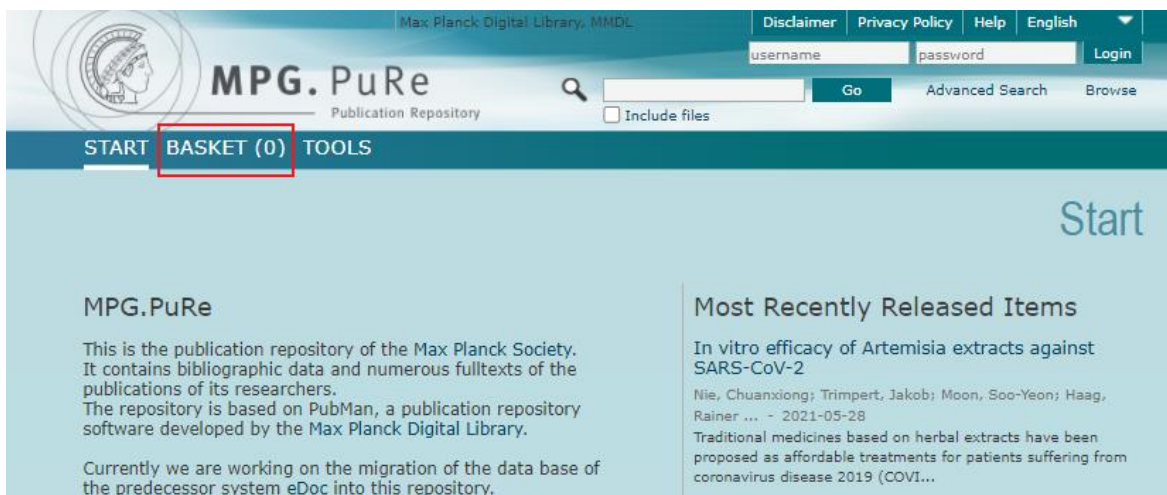 Max Planck Digital Library, MMDL
Disclaimer Privacy Policy Help English
username password Login
MPG.PuRe
Publication Repository
Go Advanced Search Browse
Include files
START BASKET (0) TOOLS
Start
MPG.PuRe
This is the publication repository of the Max Planck Society.
It contains bibliographic data and numerous fulltexts of the
publications of its researchers.
The repository is based on PubMan, a publication repository
software developed by the Max Planck Digital Library.
Currently we are working on the migration of the data base of
the predecessor system eDoc into this repository.
Most Recently Released Items
In vitro efficacy of Artemisia extracts against
SARS-CoV-2
Nie, Chuanxiong; Trimpert, Jakob; Moon, Soo-Yeon; Haag,
Rainer ... - 2021-05-28
Traditional medicines based on herbal extracts have been
proposed as affordable treatments for patients suffering from
coronavirus disease 2019 (COVI...